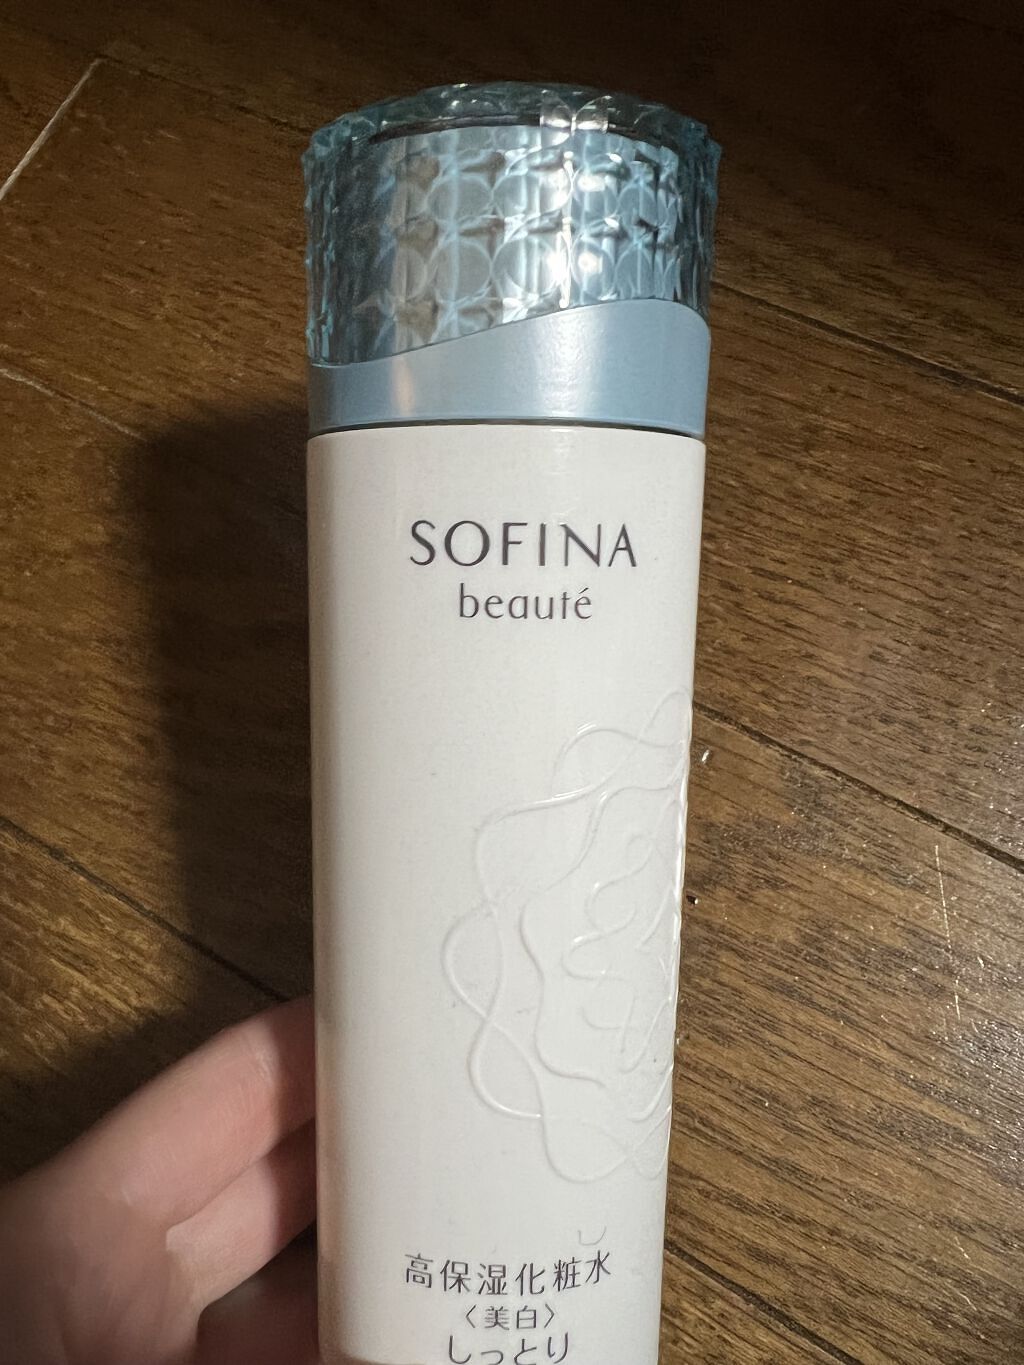 SOFINA
beauté
高保湿化粧水
〈美白〉
しっとり